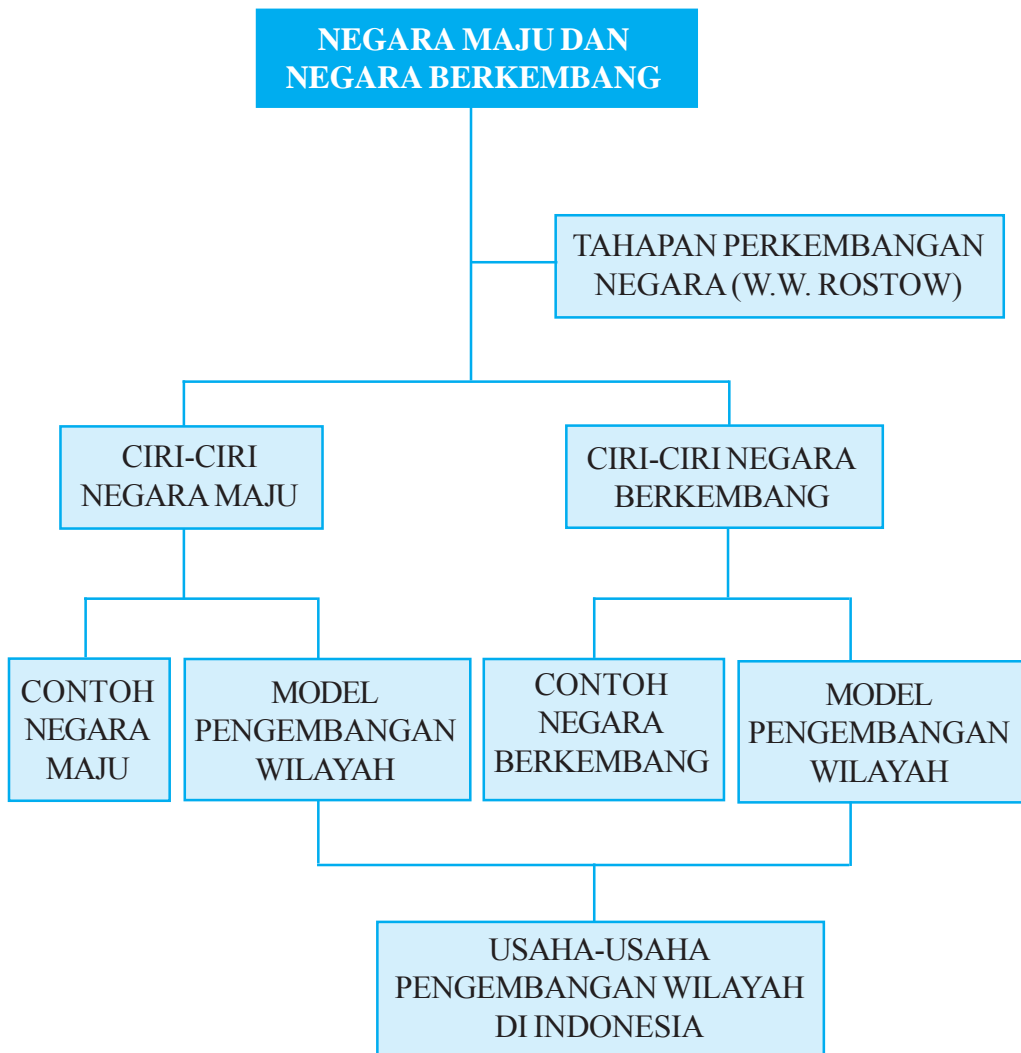 NEGARA MAJU DAN
NEGARA BERKEMBANG
TAHAPAN PERKEMBANGAN
NEGARA (W.W. ROSTOW)
CIRI-CIRI
NEGARA MAJU
CIRI-CIRI NEGARA
BERKEMBANG
CONTOH
NEGARA
MAJU
MODEL
PENGEMBANGAN
WILAYAH
CONTOH
NEGARA
BERKEMBANG
MODEL
PENGEMBANGAN
WILAYAH
USAHA-USAHA
PENGEMBANGAN WILAYAH
DI INDONESIA